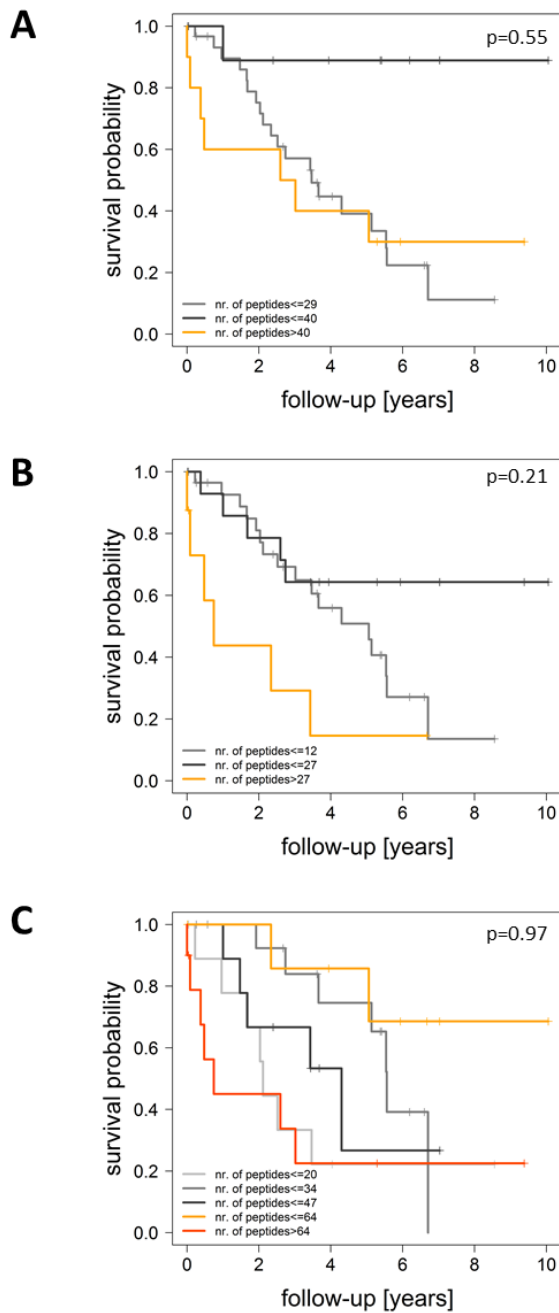 A
p=0.55
survival probability
1.0
0.8
0.6
0.4
0.2
0.0
nr. of peptides<=29
nr. of peptides<=40
nr. of peptides>40
0 2 4 6 8 10
follow-up [years]
B
p=0.21
survival probability
1.0
0.8
0.6
0.4
0.2
0.0
nr. of peptides<=12
nr. of peptides<=27
nr. of peptides>27
0 2 4 6 8 10
follow-up [years]
C
p=0.97
survival probability
1.0
0.8
0.6
0.4
0.2
0.0
nr. of peptides<=20
nr. of peptides<=34
nr. of peptides<=47
nr. of peptides<=64
nr. of peptides>64
0 2 4 6 8 10
follow-up [years]